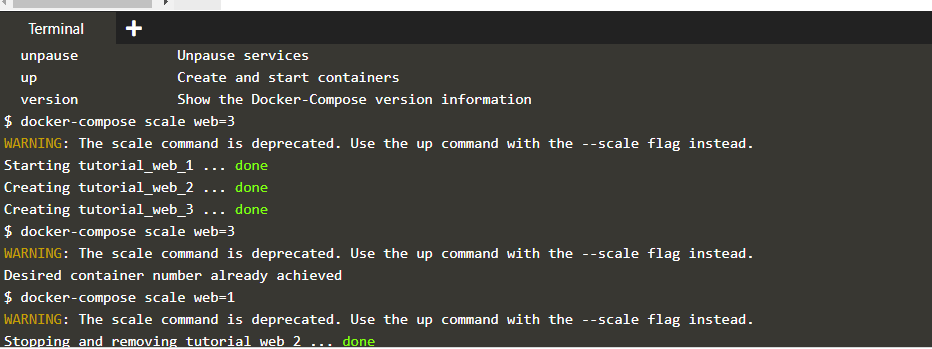 Terminal
unpause Unpause services
up Create and start containers
version Show the Docker-Compose version information
$ docker-compose scale web=3
WARNING: The scale command is deprecated. Use the up command with the --scale flag instead.
Starting tutorial_web_1 ... done
Creating tutorial_web_2 ... done
Creating tutorial_web_3 ... done
$ docker-compose scale web=3
WARNING: The scale command is deprecated. Use the up command with the --scale flag instead.
Desired container number already achieved
$ docker-compose scale web=1
WARNING: The scale command is deprecated. Use the up command with the --scale flag instead.
Stopping and removing tutorial_web_2 ... done